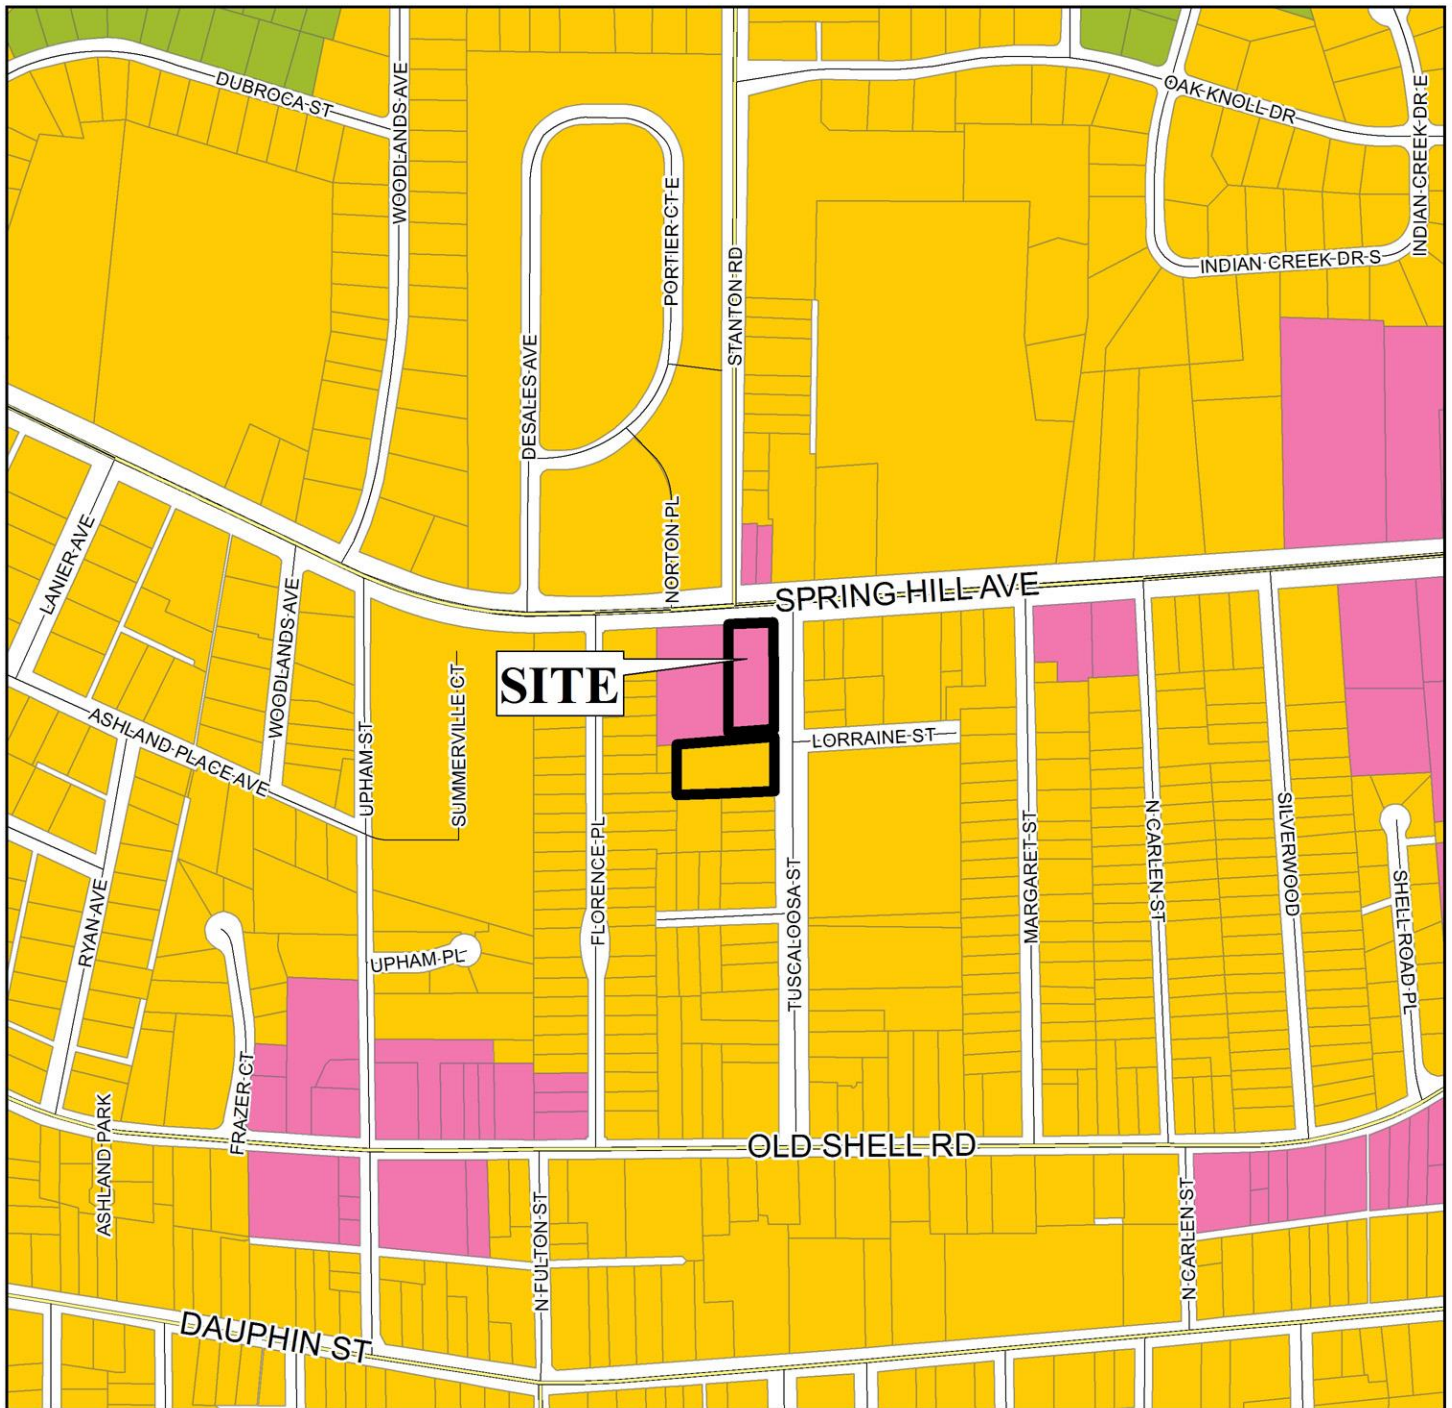 DUBROCA ST
WOODLANDS AVE
OAK KNOLL DR
INDIAN CREEK DR E
PORTIER CT E
STANTON RD
INDIAN CREEK DR S
DESALES AVE
NORTON PL
LANIER AVE
WOODLANDS AVE
SPRING HILL AVE
SITE
SUMMERVILLE CT
UPHAM ST
ASHLAND PLACE AVE
LORRAINE ST
FLORENCE PL
TUSCALOOSA ST
MARGARET ST
N CARLEN ST
SILVERWOOD
SHELL ROAD PL
RYAN AVE
UPHAM PL
FRAZER CT
ASHLAND PARK
OLD SHELL RD
N FULTON ST
N CARLEN ST
DAUPHIN ST